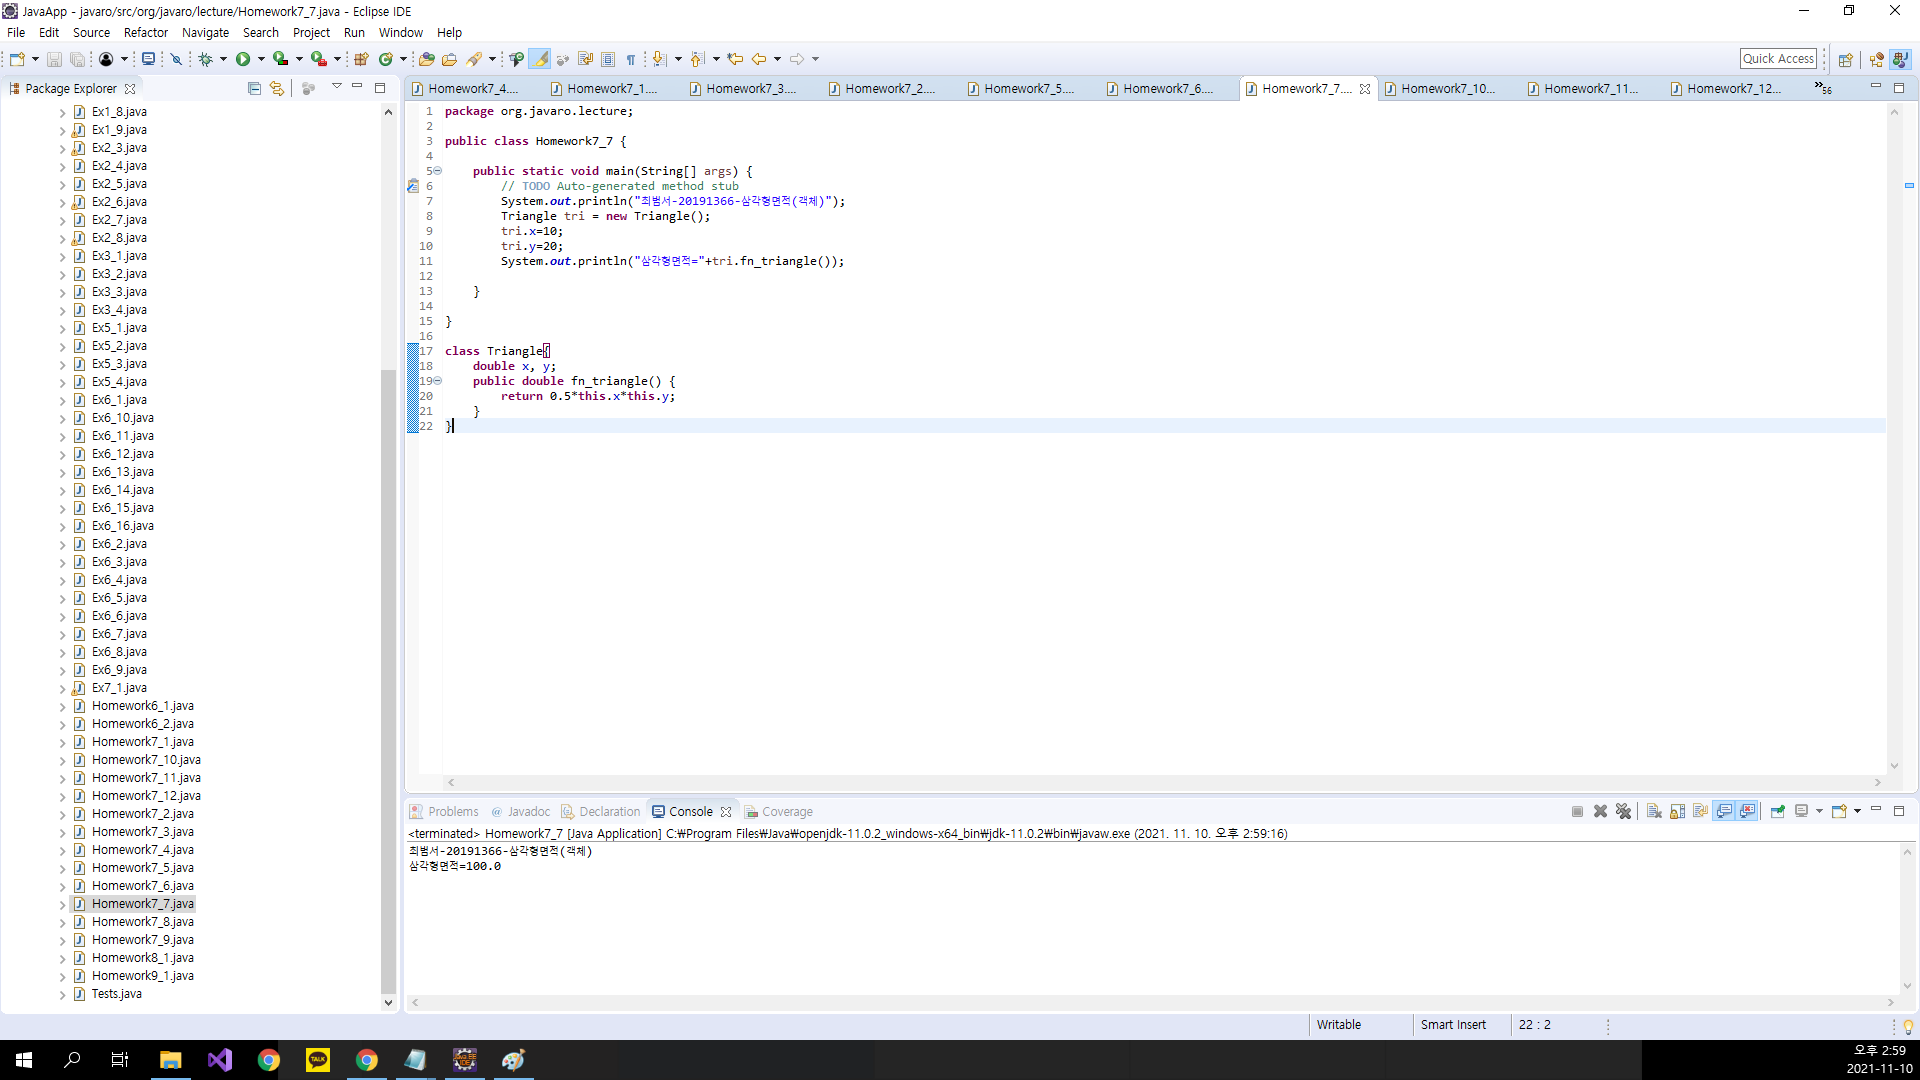 JavaApp - javaro/src/org/javaro/lecture/Homework7_7.java - Eclipse IDE
File Edit Source Refactor Navigate Search Project Run Window Help
Quick Access
Package Explorer
Ex1_8.java
Ex1_9.java
Ex2_3.java
Ex2_4.java
Ex2_5.java
Ex2_6.java
Ex2_7.java
Ex2_8.java
Ex3_1.java
Ex3_2.java
Ex3_3.java
Ex3_4.java
Ex5_1.java
Ex5_2.java
Ex5_3.java
Ex5_4.java
Ex6_1.java
Ex6_10.java
Ex6_11.java
Ex6_12.java
Ex6_13.java
Ex6_14.java
Ex6_15.java
Ex6_16.java
Ex6_2.java
Ex6_3.java
Ex6_4.java
Ex6_5.java
Ex6_6.java
Ex6_7.java
Ex6_8.java
Ex6_9.java
Ex7_1.java
Homework6_1.java
Homework6_2.java
Homework7_1.java
Homework7_10.java
Homework7_11.java
Homework7_12.java
Homework7_2.java
Homework7_3.java
Homework7_4.java
Homework7_5.java
Homework7_6.java
Homework7_7.java
Homework7_8.java
Homework7_9.java
Homework8_1.java
Homework9_1.java
Tests.java
Homework7_4.... Homework7_1.... Homework7_3.... Homework7_2.... Homework7_5.... Homework7_6.... Homework7_7.... Homework7_10... Homework7_11... Homework7_12... »56
1 package org.javaro.lecture;
2
3 public class Homework7_7 {
4
5 public static void main(String[] args) {
6 // TODO Auto-generated method stub
7 System.out.println("최범서-20191366-삼각형면적(객체)");
8 Triangle tri = new Triangle();
9 tri.x=10;
10 tri.y=20;
11 System.out.println("삼각형면적="+tri.fn_triangle());
12
13 }
14
15 }
16
17 class Triangle{
18 double x, y;
19 public double fn_triangle() {
20 return 0.5*this.x*this.y;
21 }
22 }
Problems @ Javadoc Declaration Console Coverage
<terminated> Homework7_7 [Java Application] C:₩Program Files₩Java₩openjdk-11.0.2_windows-x64_bin₩jdk-11.0.2₩bin₩javaw.exe (2021. 11. 10. 오후 2:59:16)
최범서-20191366-삼각형면적(객체)
삼각형면적=100.0
Writable Smart Insert 22 : 2
TALK
오후 2:59
2021-11-10